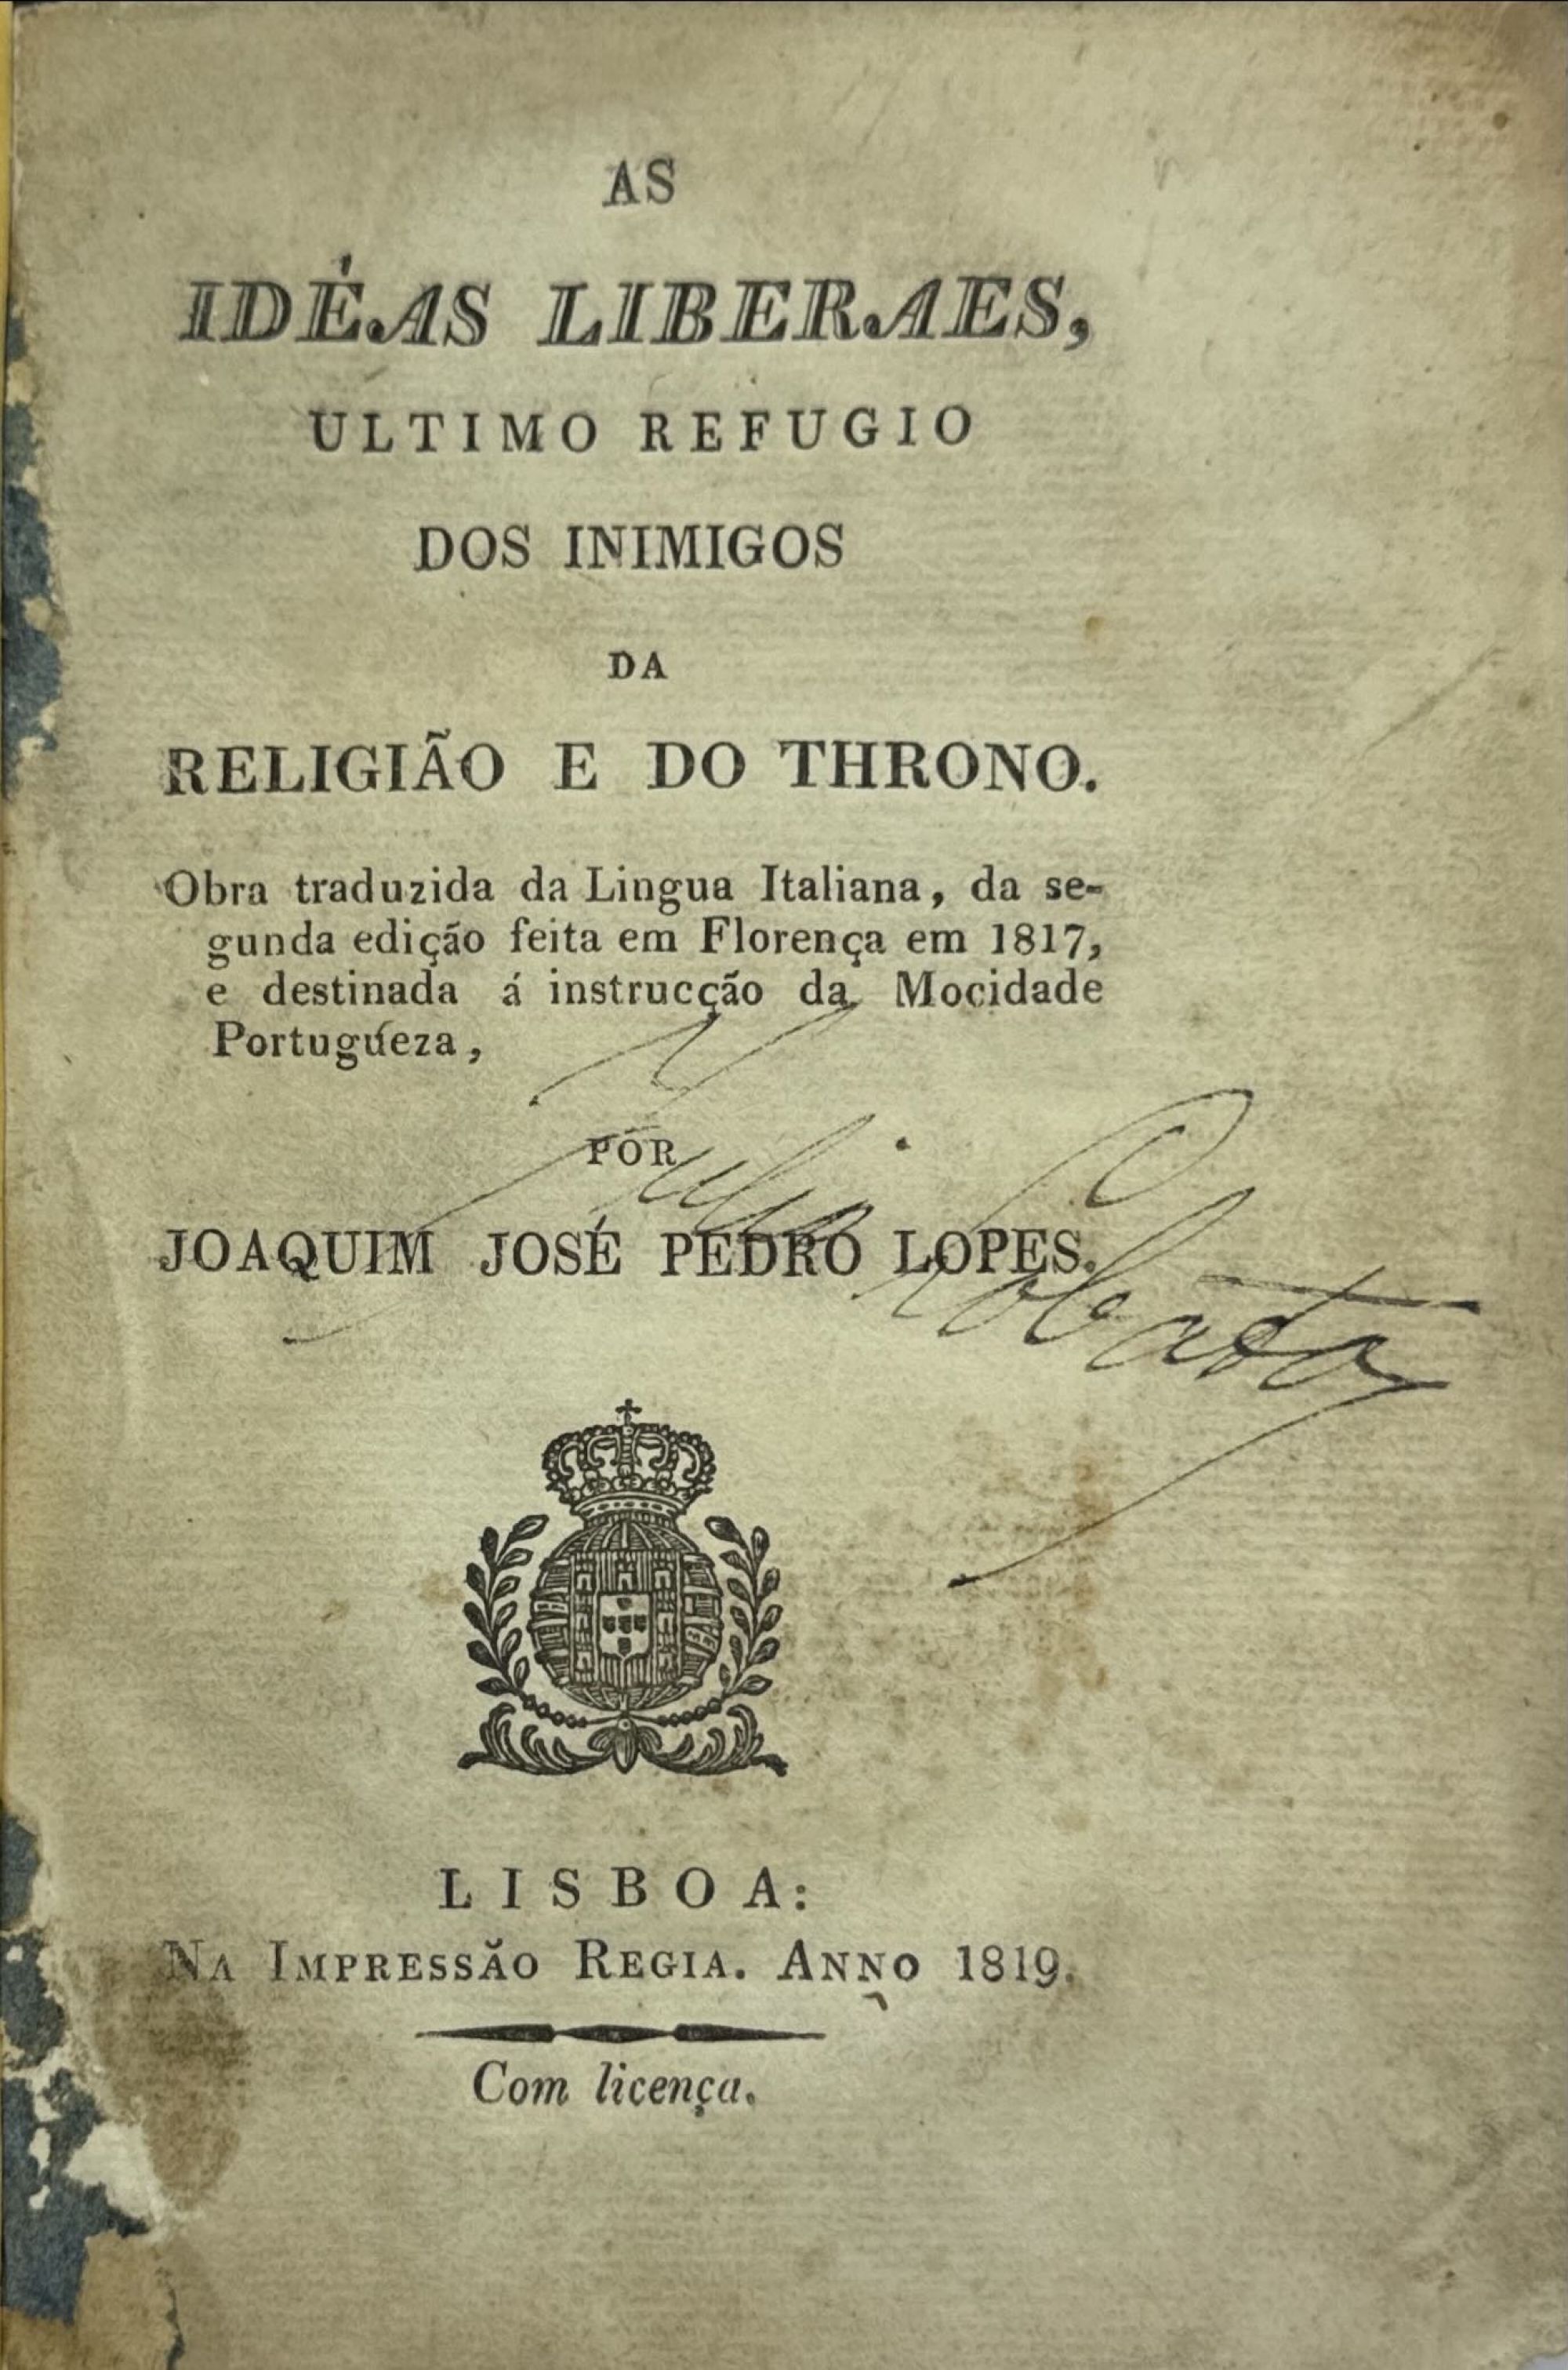 AS
IDÉAS LIBERAES,
ULTIMO REFUGIO
DOS INIMIGOS
DA
RELIGIÃO E DO THRONO.
Obra traduzida da Lingua Italiana, da se-
gunda edição feita em Florença em 1817,
e destinada á instrucção da Mocidade
Portugueza,
POR
JOAQUIM JOSÉ PEDRO LOPES.
LISBOA:
NA IMPRESSÃO REGIA. ANNO 1819.
Com licença.